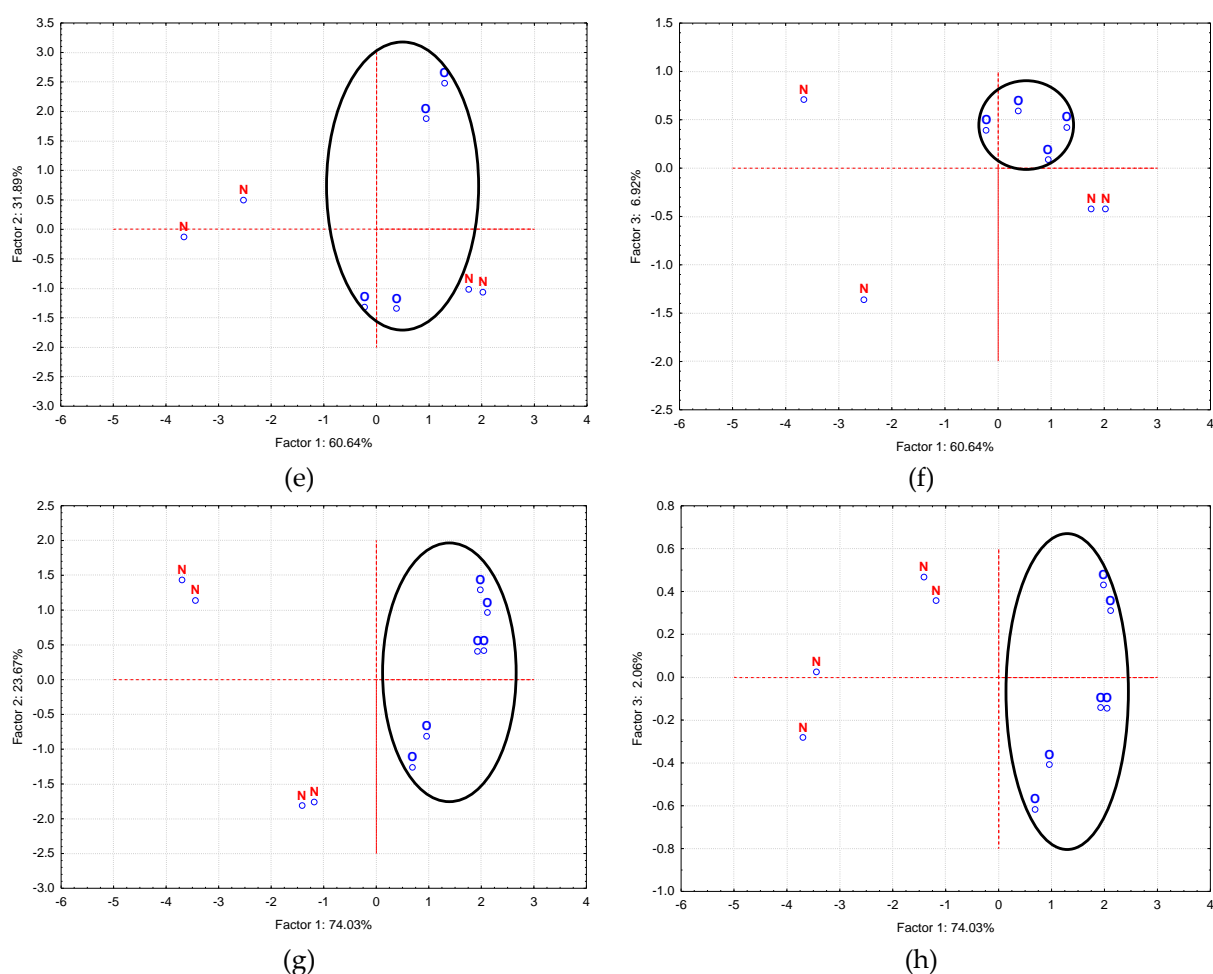 3.5
3.0
2.5
2.0
1.5
1.0
0.5
0.0
-0.5
-1.0
-1.5
-2.0
-2.5
-3.0
Factor 2: 31.89%
O
O
N
N
N N
O O
-6 -5 -4 -3 -2 -1 0 1 2 3 4
Factor 1: 60.64%
(e)
1.5
1.0
0.5
0.0
-0.5
-1.0
-1.5
-2.0
-2.5
Factor 3: 6.92%
N
O
O O
O
N N
N
-6 -5 -4 -3 -2 -1 0 1 2 3 4
Factor 1: 60.64%
(f)
2.5
2.0
1.5
1.0
0.5
0.0
-0.5
-1.0
-1.5
-2.0
-2.5
-3.0
Factor 2: 23.67%
N
N
O
O
OO
O
O
N N
-6 -5 -4 -3 -2 -1 0 1 2 3 4
Factor 1: 74.03%
(g)
0.8
0.6
0.4
0.2
0.0
-0.2
-0.4
-0.6
-0.8
-1.0
Factor 3: 2.06%
N
N
O
O
N
N
OO
O
O
-6 -5 -4 -3 -2 -1 0 1 2 3 4
Factor 1: 74.03%
(h)